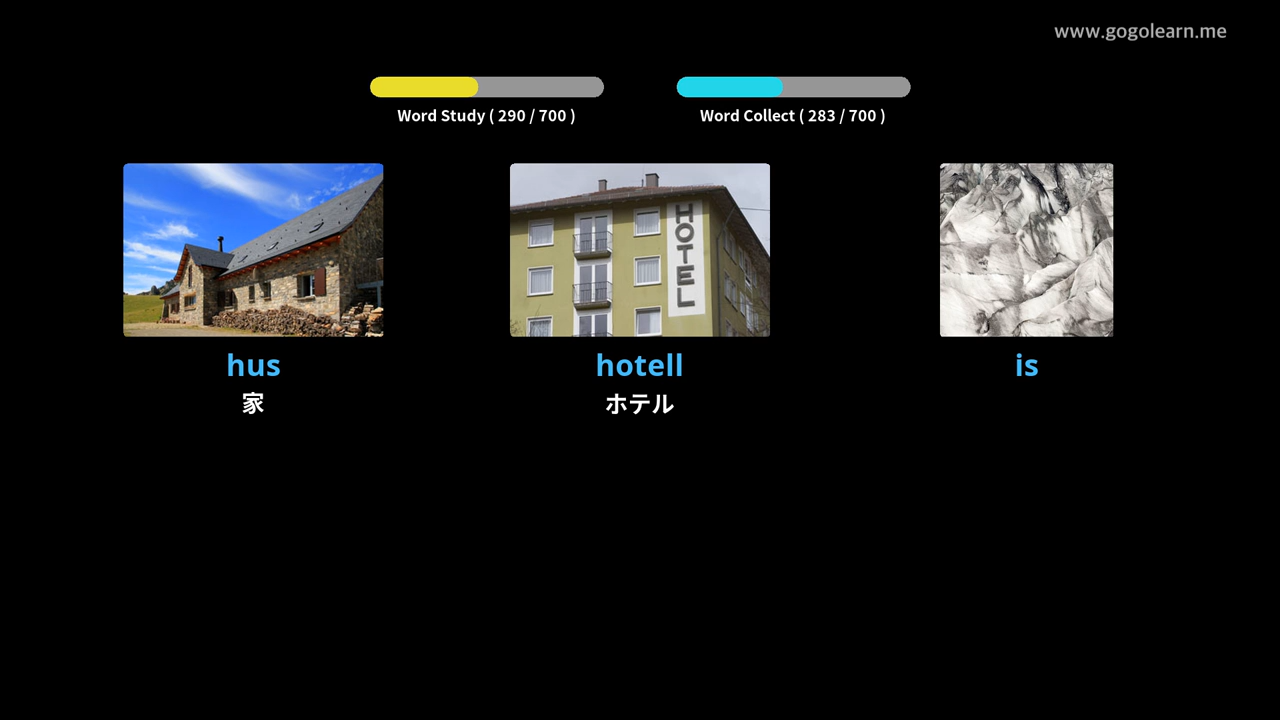 www.gogolearn.me
Word Study ( 290 / 700 )
Word Collect ( 283 / 700 )
HOTEL
hus
hotell
is
家
ホテル